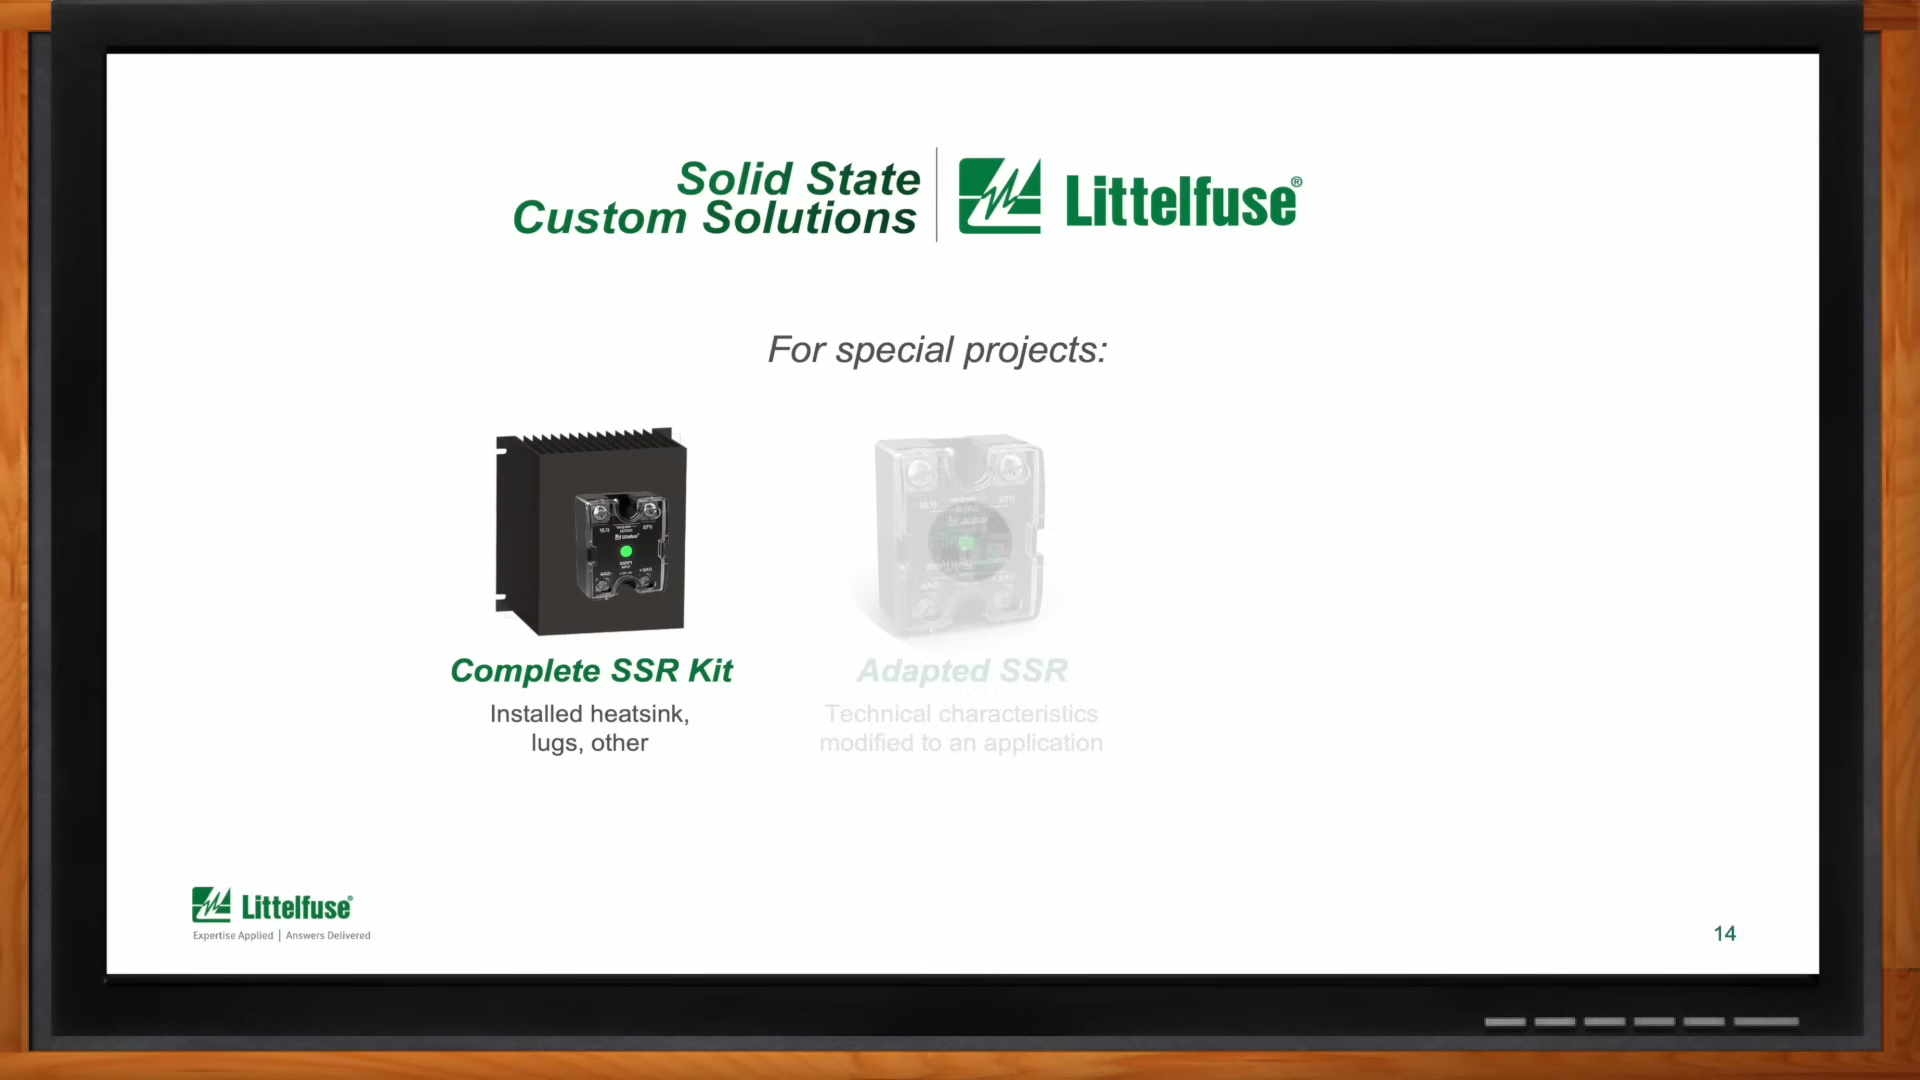 Solid State
Custom Solutions
Littelfuse®
For special projects:
Complete SSR Kit
Installed heatsink,
lugs, other
Adapted SSR
Technical characteristics
modified to an application
Littelfuse®
Expertise Applied | Answers Delivered
14